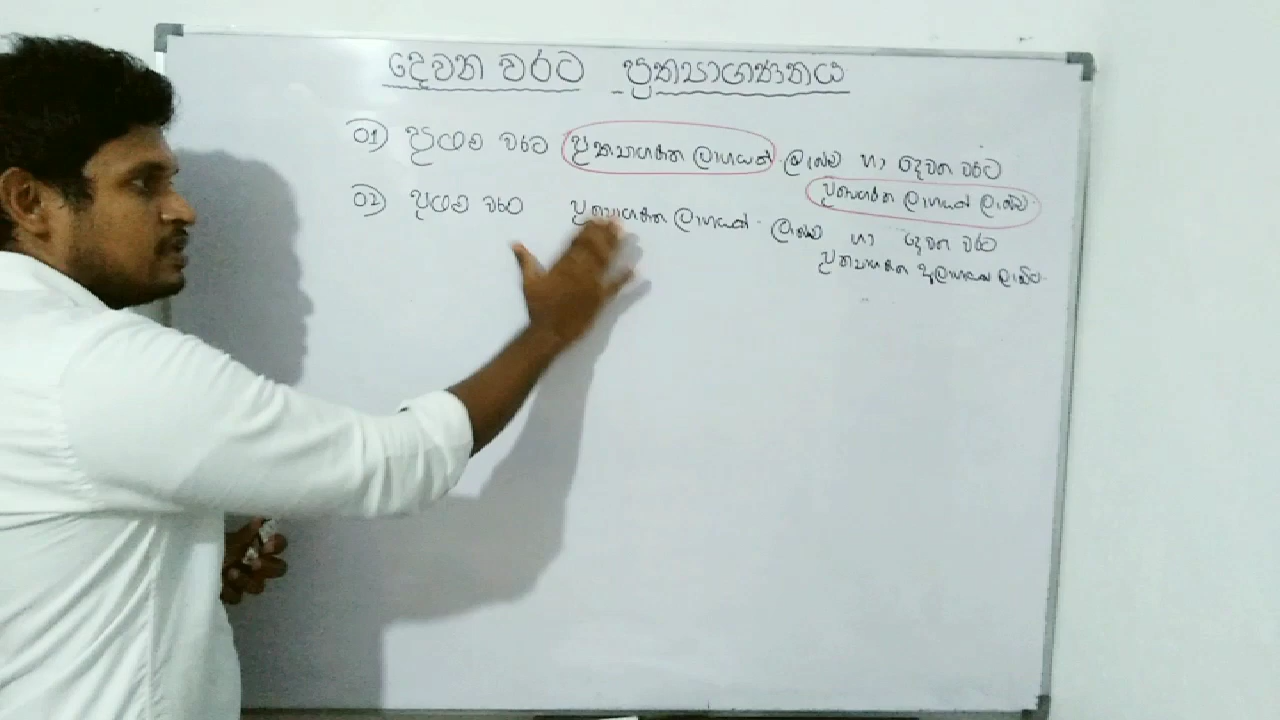 දෙවන වරට ප්‍රත්‍යාගණනය
01) පළමු වරට ප්‍රත්‍යාගණන ලාභයක් ලැබීම හා දෙවන වරට
ප්‍රත්‍යාගණන ලාභයක් ලැබීම
02) පළමු වරට ප්‍රත්‍යාගණන ලාභයක් ලැබීම හා දෙවන වරට
ප්‍රත්‍යාගණන අලාභයක් ලැබීම